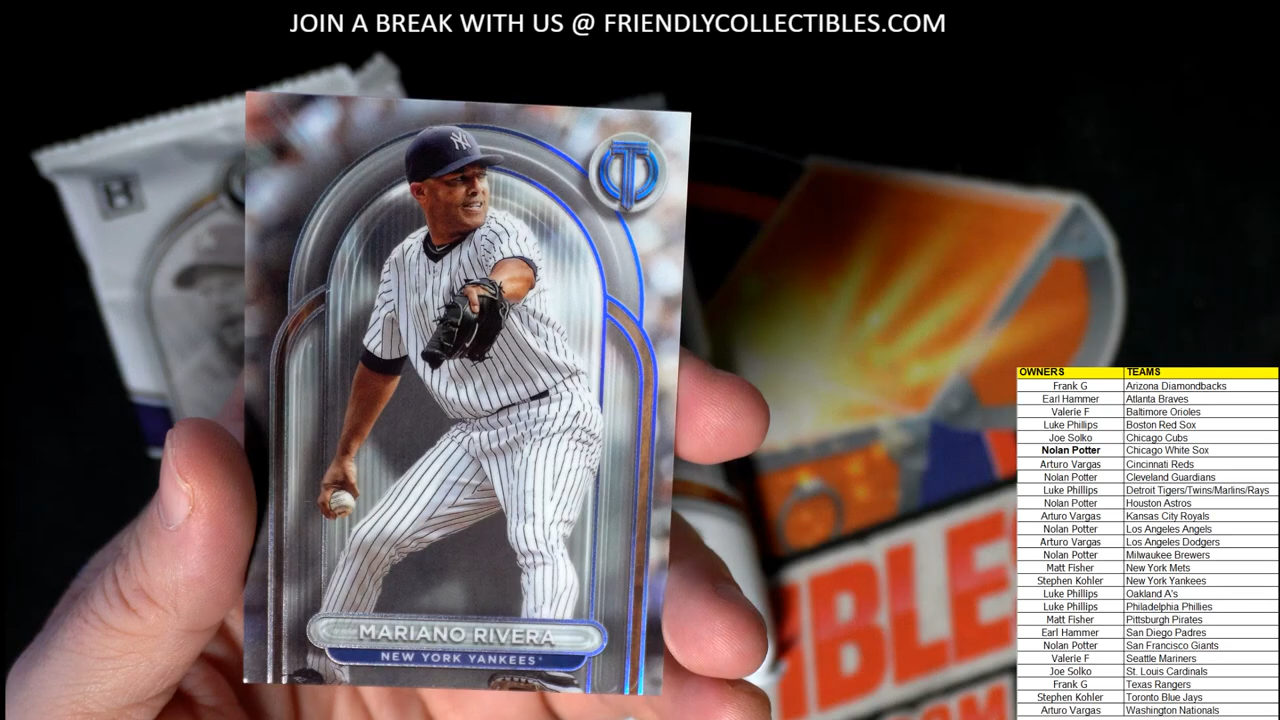 JOIN A BREAK WITH US @ FRIENDLYCOLLECTIBLES.COM
NY
T
MARIANO RIVERA
NEW YORK YANKEES
H
BLE
OWNERS TEAMS
Frank G Arizona Diamondbacks
Earl Hammer Atlanta Braves
Valerie F Baltimore Orioles
Luke Phillips Boston Red Sox
Joe Solko Chicago Cubs
Nolan Potter Chicago White Sox
Arturo Vargas Cincinnati Reds
Nolan Potter Cleveland Guardians
Luke Phillips Detroit Tigers/Twins/Marlins/Rays
Nolan Potter Houston Astros
Arturo Vargas Kansas City Royals
Nolan Potter Los Angeles Angels
Arturo Vargas Los Angeles Dodgers
Nolan Potter Milwaukee Brewers
Matt Fisher New York Mets
Stephen Kohler New York Yankees
Luke Phillips Oakland A's
Luke Phillips Philadelphia Phillies
Matt Fisher Pittsburgh Pirates
Earl Hammer San Diego Padres
Nolan Potter San Francisco Giants
Valerie F Seattle Mariners
Joe Solko St. Louis Cardinals
Frank G Texas Rangers
Stephen Kohler Toronto Blue Jays
Arturo Vargas Washington Nationals